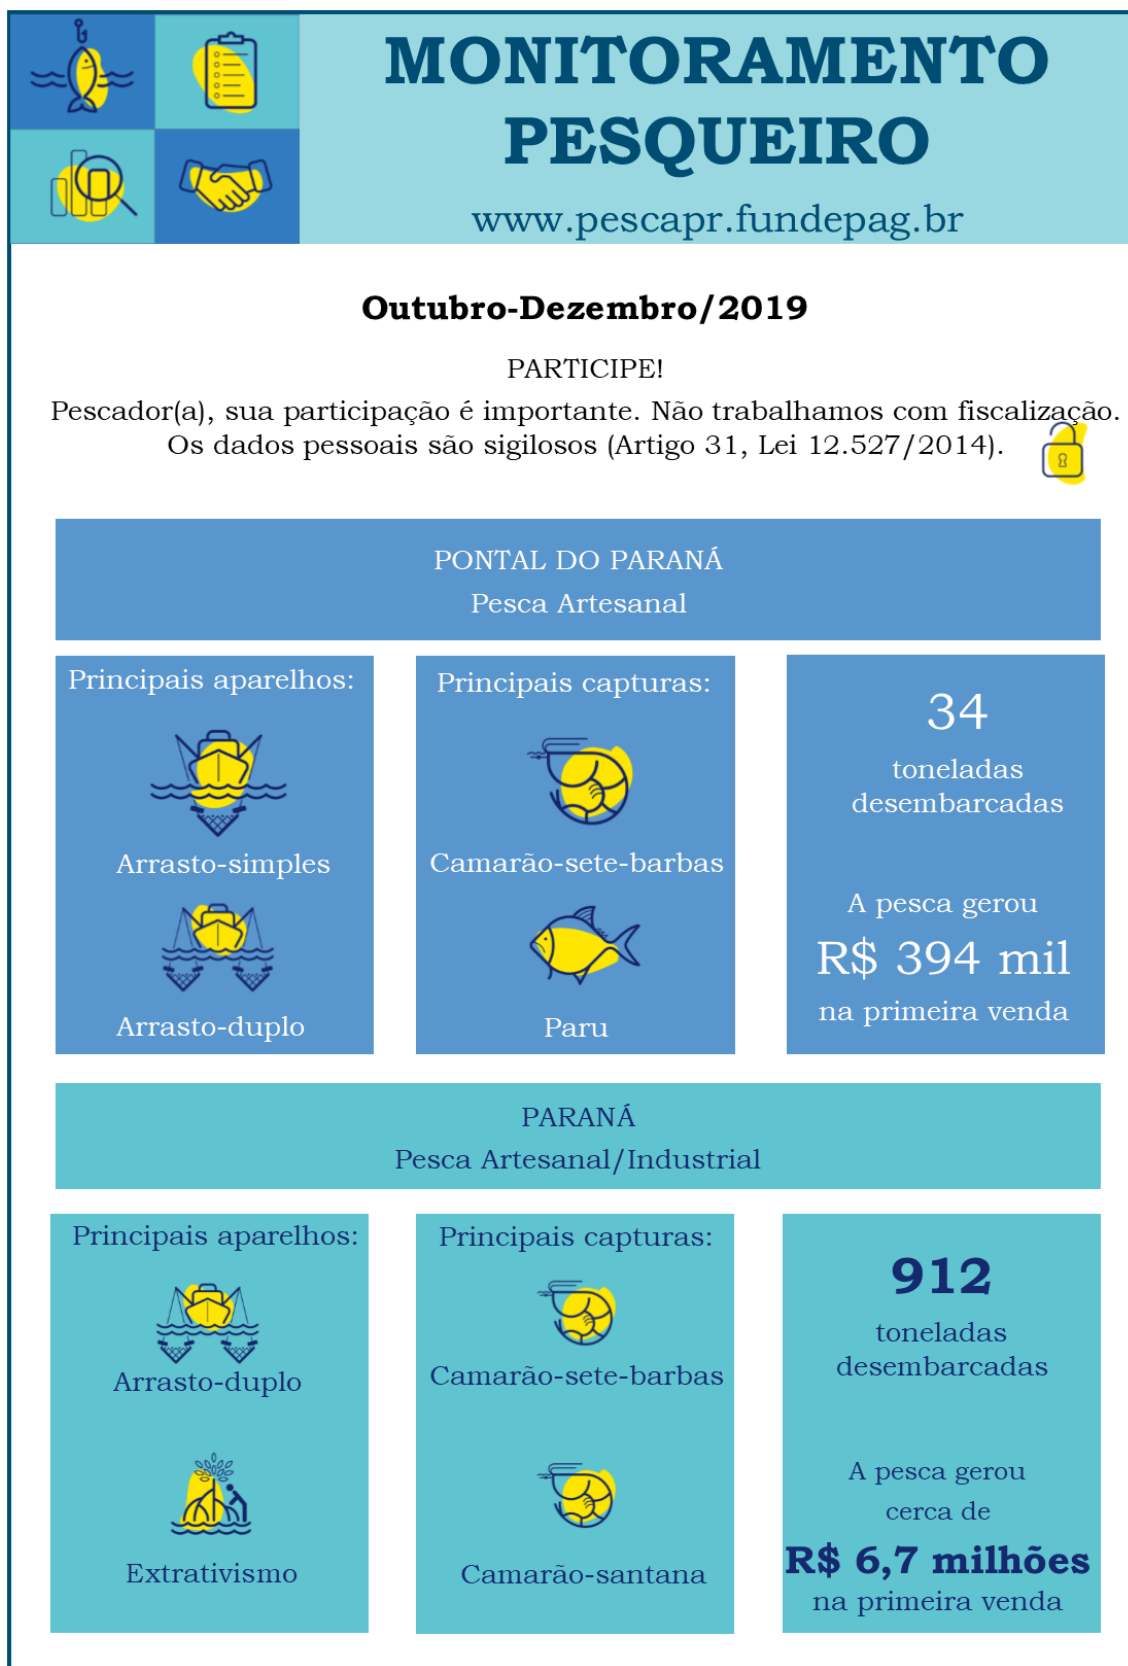 MONITORAMENTO
PESQUEIRO
www.pescapr.fundepag.br
Outubro-Dezembro/2019
PARTICIPE!
Pescador(a), sua participação é importante. Não trabalhamos com fiscalização.
Os dados pessoais são sigilosos (Artigo 31, Lei 12.527/2014).
PONTAL DO PARANÁ
Pesca Artesanal
Principais aparelhos:
Arrasto-simples
Arrasto-duplo
Principais capturas:
Camarão-sete-barbas
Paru
34
toneladas
desembarcadas
A pesca gerou
R$ 394 mil
na primeira venda
PARANÁ
Pesca Artesanal/Industrial
Principais aparelhos:
Arrasto-duplo
Extrativismo
Principais capturas:
Camarão-sete-barbas
Camarão-santana
912
toneladas
desembarcadas
A pesca gerou
cerca de
R$ 6,7 milhões
na primeira venda